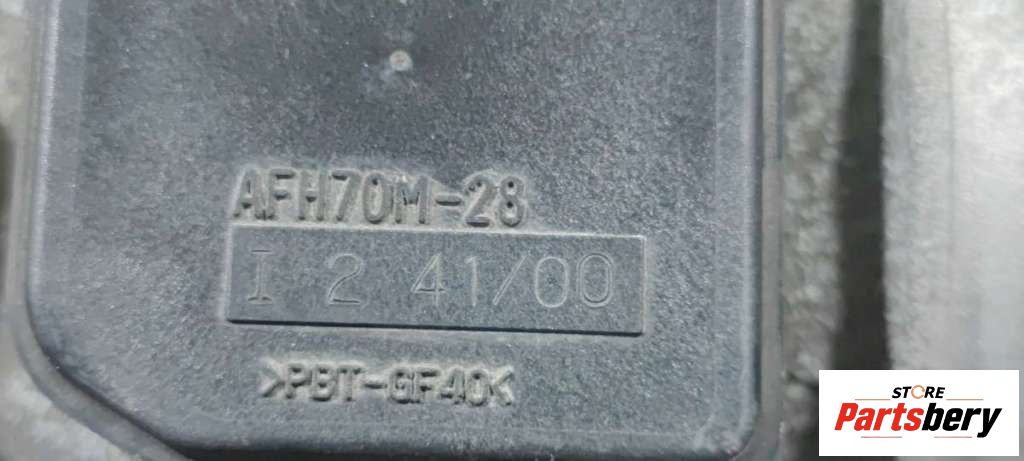 AFH70M-28
I 2 41/00
>PBT-GF40<
STORE
Partsbery